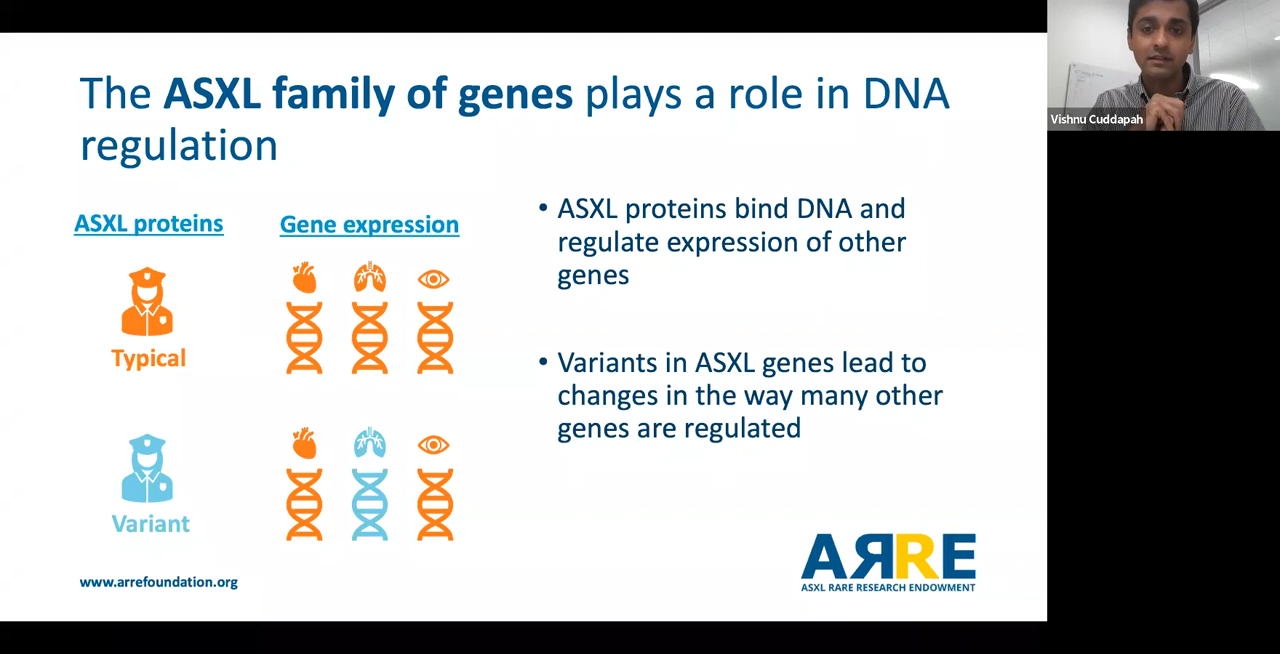 The ASXL family of genes plays a role in DNA
regulation
ASXL proteins
Gene expression
Typical
Variant
• ASXL proteins bind DNA and
regulate expression of other
genes
• Variants in ASXL genes lead to
changes in the way many other
genes are regulated
www.arrefoundation.org
AЯRE
ASXL RARE RESEARCH ENDOWMENT
Vishnu Cuddapah